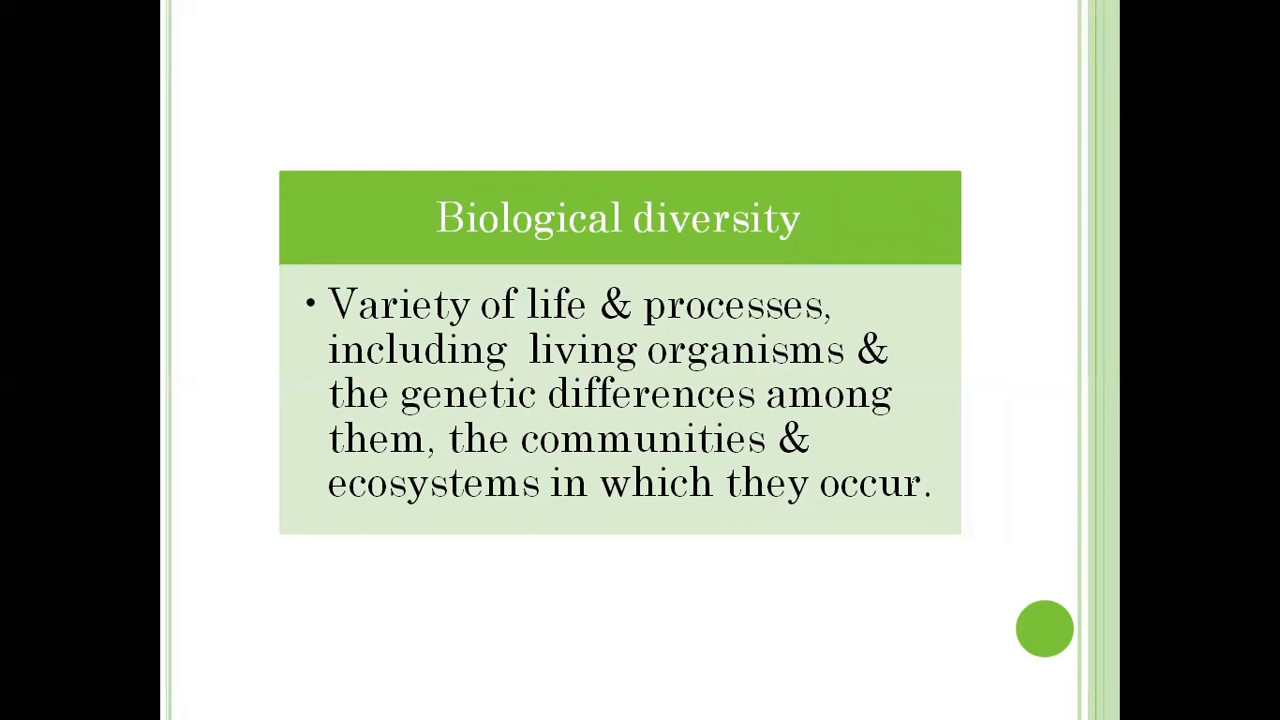 Biological diversity
• Variety of life & processes,
including  living organisms &
the genetic differences among
them, the communities &
ecosystems in which they occur.